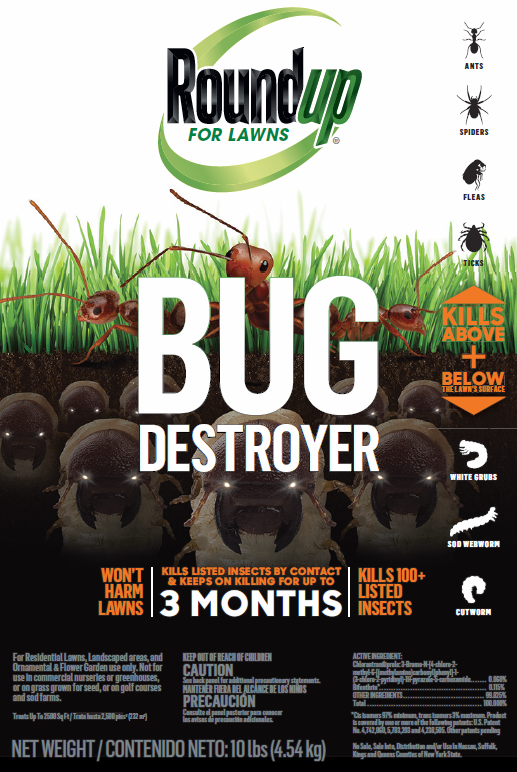 Roundup
FOR LAWNS
®
ANTS
SPIDERS
FLEAS
TICKS
KILLS
ABOVE
+
BELOW
THE LAWN'S SURFACE
BUG
DESTROYER
WHITE GRUBS
SOD WEBWORM
CUTWORM
WON'T
HARM
LAWNS
KILLS LISTED INSECTS BY CONTACT
& KEEPS ON KILLING FOR UP TO
3 MONTHS
KILLS 100+
LISTED
INSECTS
For Residential Lawns, Landscaped areas, and
Ornamental & Flower Garden use only. Not for
use in commercial nurseries or greenhouses,
or on grass grown for seed, or on golf courses
and sod farms.
Treats Up To 2500 Sq Ft / Trata hasta 2,500 pies² (232 m²)
KEEP OUT OF REACH OF CHILDREN
CAUTION
See back panel for additional precautionary statements.
MANTENER FUERA DEL ALCANCE DE LOS NIÑOS
PRECAUCIÓN
Consulte el panel posterior para conocer
los avisos de precaución adicionales.
ACTIVE INGREDIENT:
Chlorantraniliprole: 3-Bromo-N-[4-chloro-2-
methyl-6-[(methylamino)carbonyl]phenyl]-1-
(3-chloro-2-pyridinyl)-1H-pyrazole-5-carboxamide
Bifenthrin* 0.115%
OTHER INGREDIENTS
Total 100.000%
*Cis isomers 97% minimum, trans isomers 3% maximum. Product
is covered by one or more of the following patents: U.S. Patent
No. 4,742,060, 5,783,203 and 4,238,505. Other patents pending
No Sale, Sale Into, Distribution and/or Use In Nassau, Suffolk,
Kings and Queens Counties of New York State.
NET WEIGHT / CONTENIDO NETO: 10 lbs (4.54 kg)